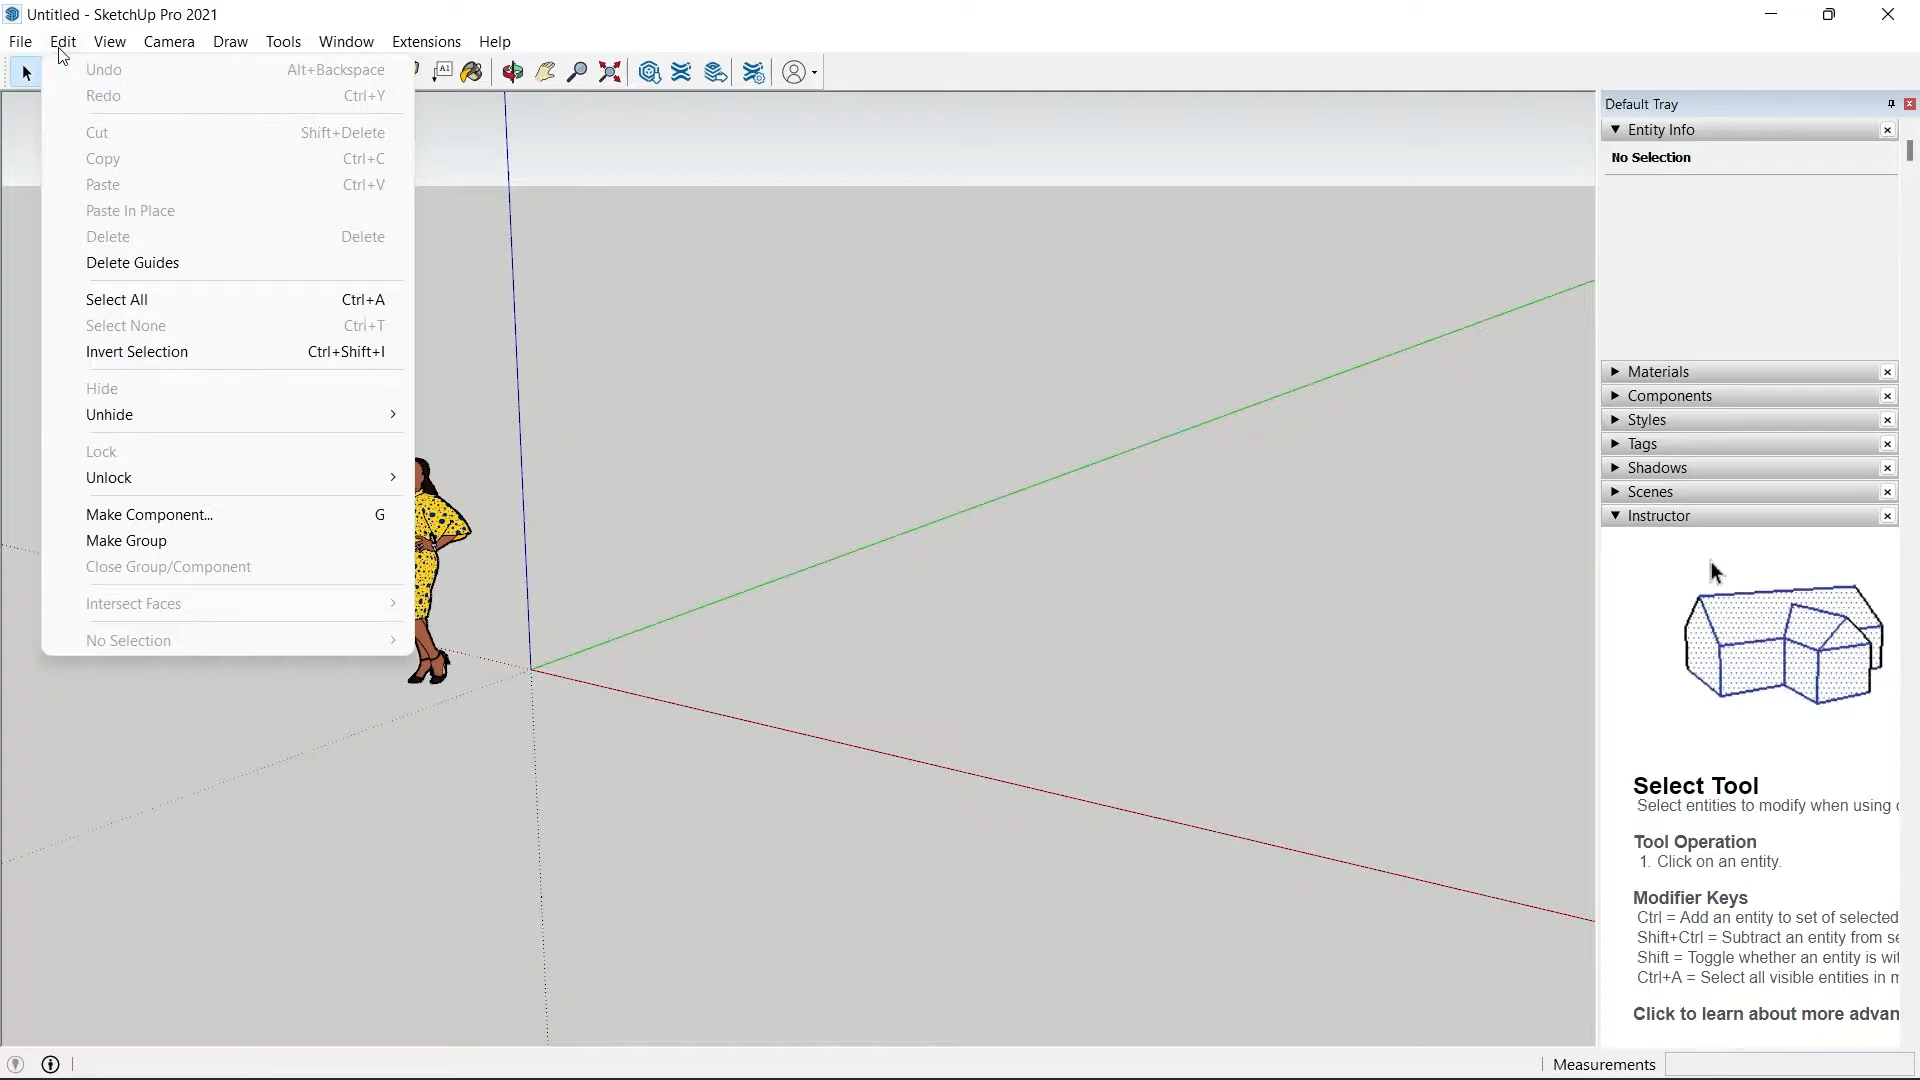 Untitled - SketchUp Pro 2021
File Edit View Camera Draw Tools Window Extensions Help
Undo Alt+Backspace
Redo Ctrl+Y
Cut Shift+Delete
Copy Ctrl+C
Paste Ctrl+V
Paste In Place
Delete Delete
Delete Guides
Select All Ctrl+A
Select None Ctrl+T
Invert Selection Ctrl+Shift+I
Hide
Unhide
Lock
Unlock
Make Component... G
Make Group
Close Group/Component
Intersect Faces
No Selection
A1
Default Tray
Entity Info
No Selection
Materials
Components
Styles
Tags
Shadows
Scenes
Instructor
Select Tool
Select entities to modify when using
Tool Operation
1. Click on an entity.
Modifier Keys
Ctrl = Add an entity to set of selected
Shift+Ctrl = Subtract an entity from se
Shift = Toggle whether an entity is wit
Ctrl+A = Select all visible entities in
Click to learn about more advan
Measurements